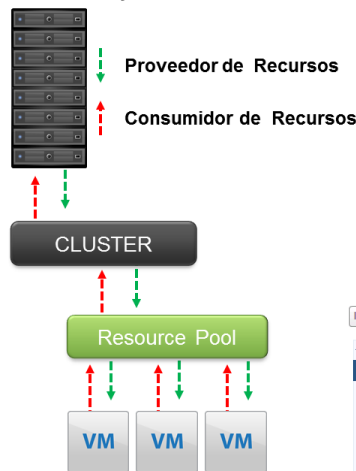 Proveedor de Recursos
Consumidor de Recursos
CLUSTER
Resource Pool
VM VM VM